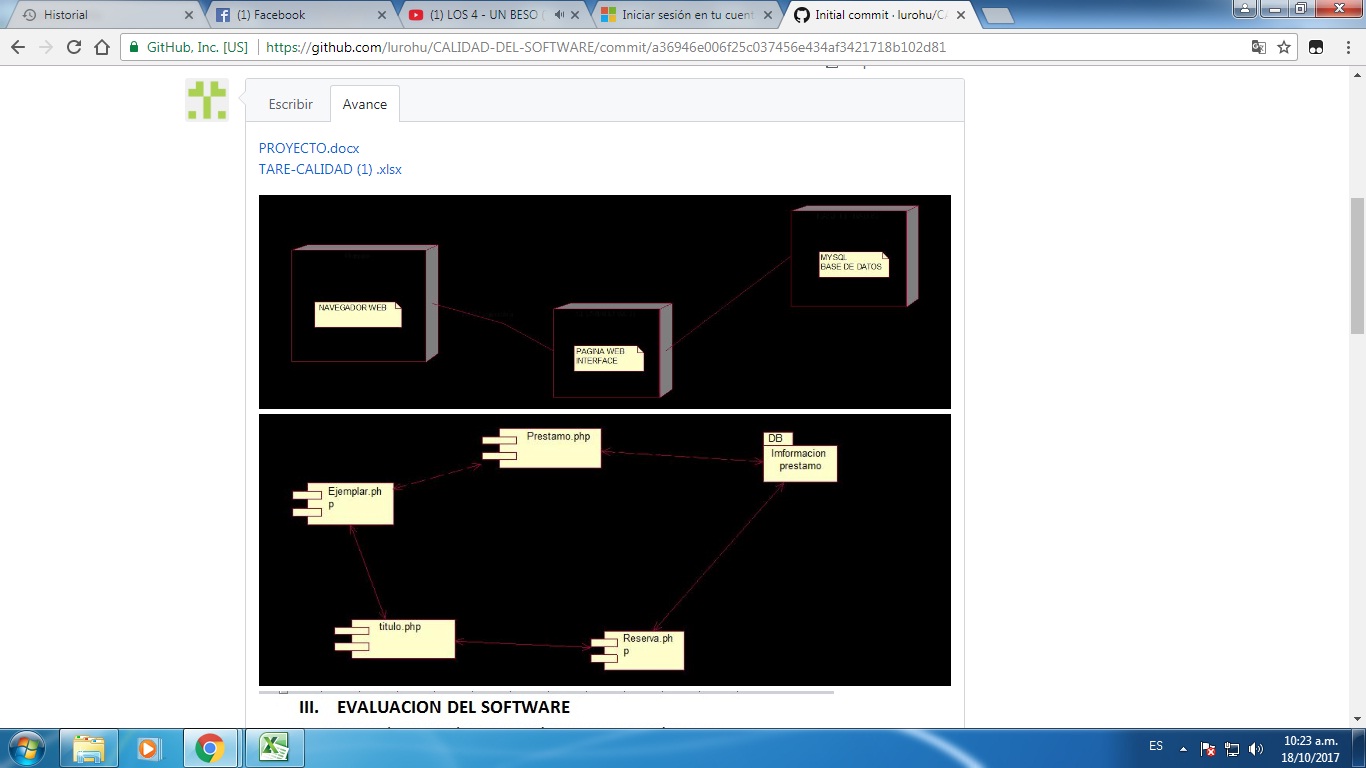 Historial
(1) Facebook
(1) LOS 4 - UN BESO (
Iniciar sesión en tu cuent
Initial commit · lurohu/CA
GitHub, Inc. [US]
https://github.com/lurohu/CALIDAD-DEL-SOFTWARE/commit/a36946e006f25c037456e434af3421718b102d81
Escribir
Avance
PROYECTO.docx
TARE-CALIDAD (1) .xlsx
NAVEGADOR WEB
PAGINA WEB
INTERFACE
MYSQL
BASE DE DATOS
Prestamo.php
DB
Imformacion
prestamo
Ejemplar.ph
p
titulo.php
Reserva.ph
p
III. EVALUACION DEL SOFTWARE
ES
10:23 a.m.
18/10/2017